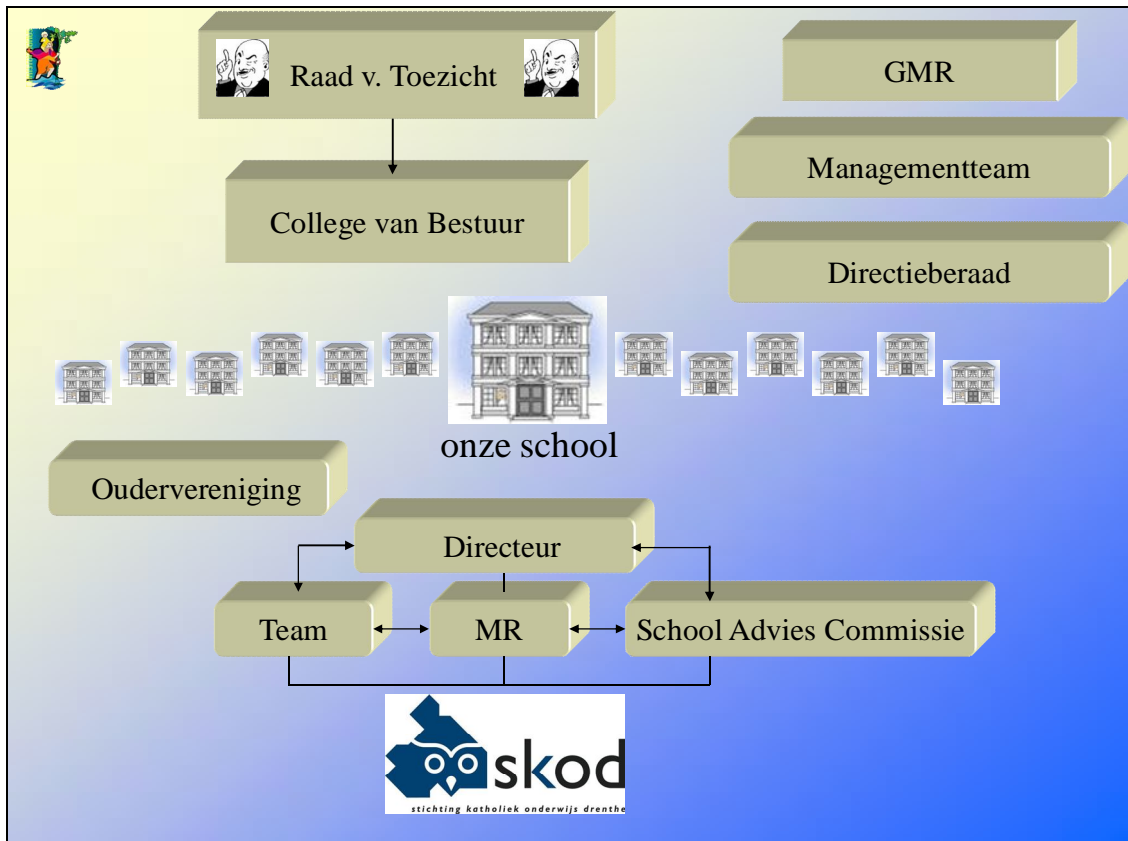 Raad v. Toezicht
GMR
Managementteam
College van Bestuur
Directieberaad
onze school
Oudervereniging
Directeur
Team
MR
School Advies Commissie
skod
stichting katholiek onderwijs drenthe